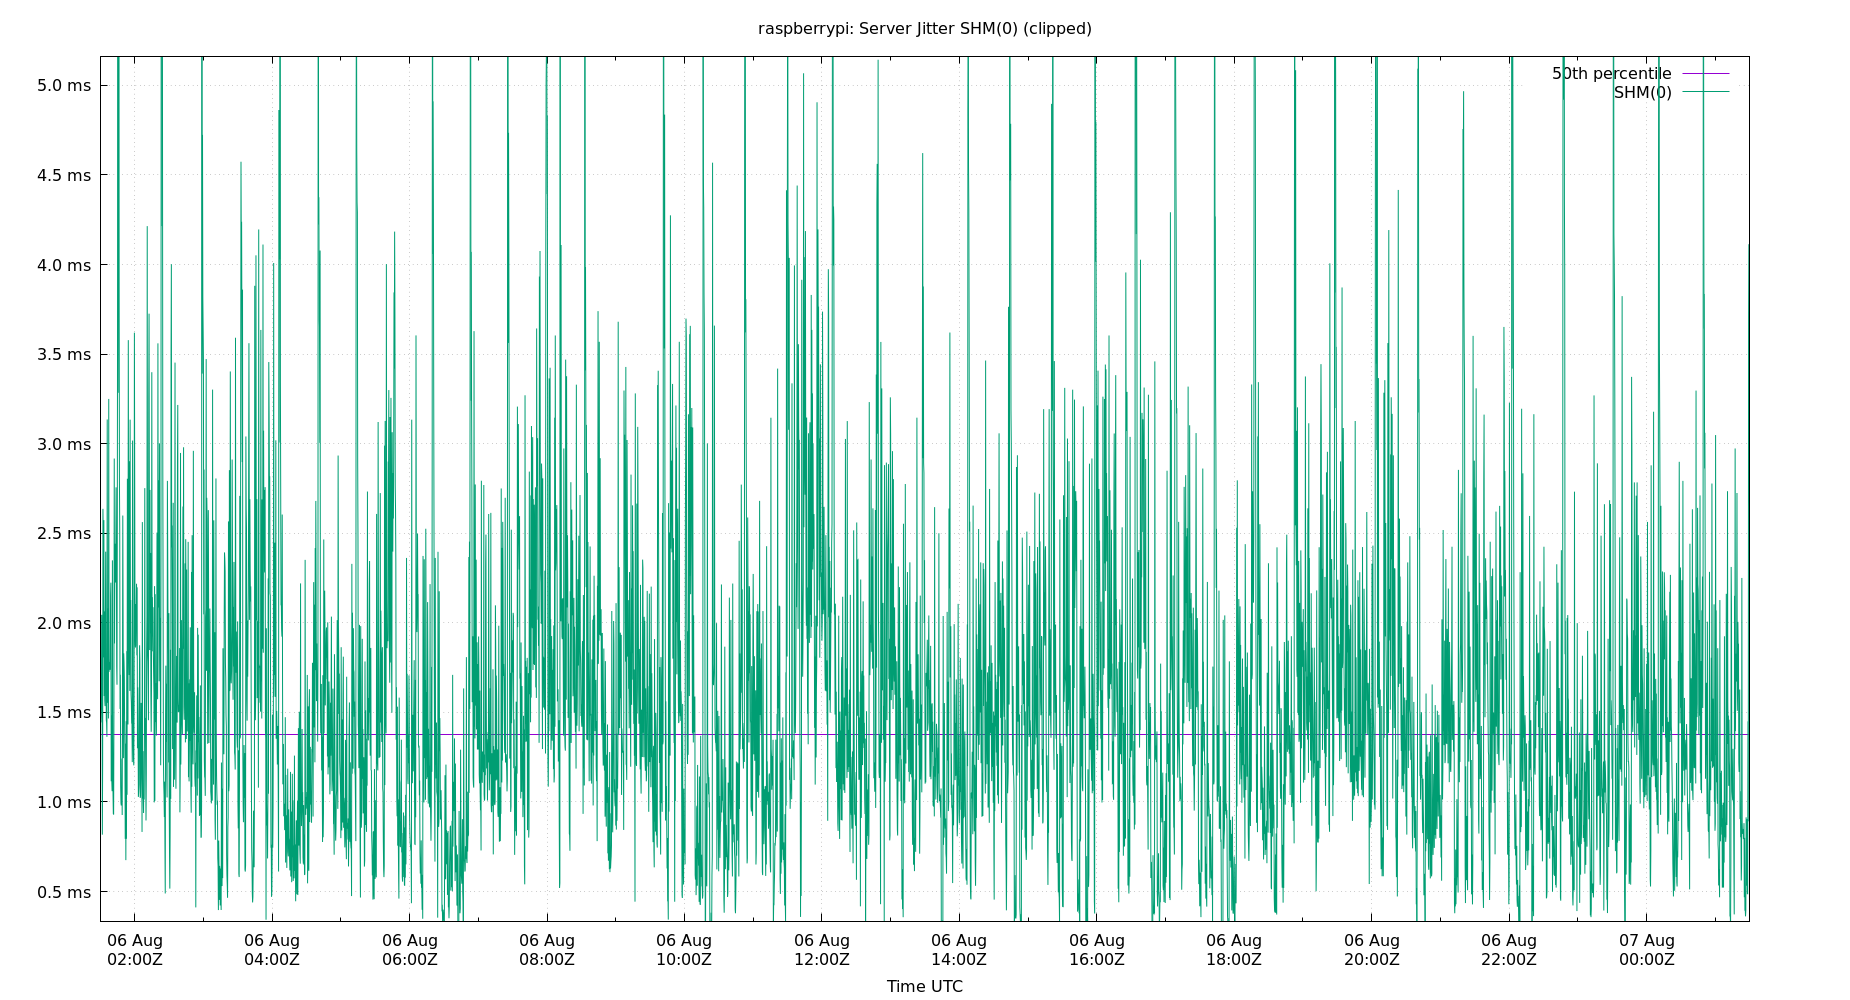 raspberrypi: Server Jitter SHM(0) (clipped)
50th percentile
SHM(0)
5.0 ms
4.5 ms
4.0 ms
3.5 ms
3.0 ms
2.5 ms
2.0 ms
1.5 ms
1.0 ms
0.5 ms
06 Aug 06 Aug 06 Aug 06 Aug 06 Aug 06 Aug 06 Aug 06 Aug 06 Aug 06 Aug 06 Aug 07 Aug
02:00Z 04:00Z 06:00Z 08:00Z 10:00Z 12:00Z 14:00Z 16:00Z 18:00Z 20:00Z 22:00Z 00:00Z
Time UTC